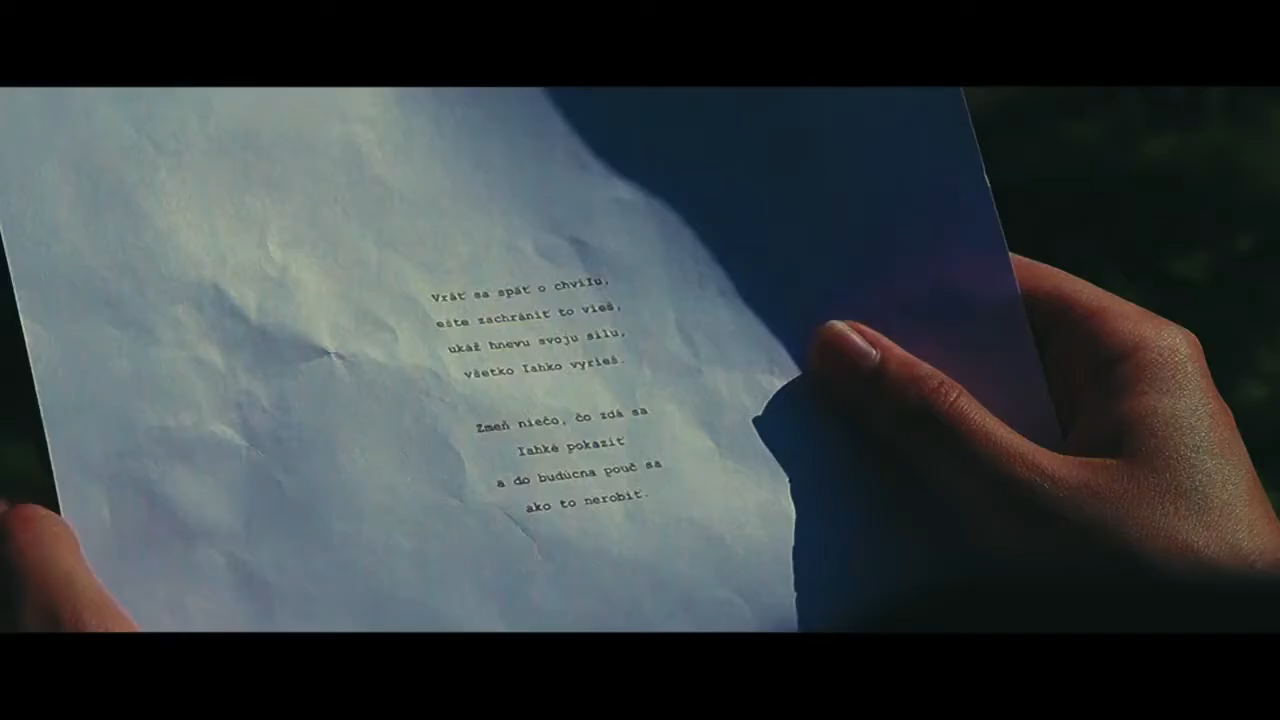 Vráť sa späť o chvíľu,
ešte zachrániť to vieš,
ukáž hnevu svoju silu,
všetko ľahko vyrieš.
Zmeň niečo, čo zdá sa
ľahké pokaziť
a do budúcna pouč sa
ako to nerobiť.